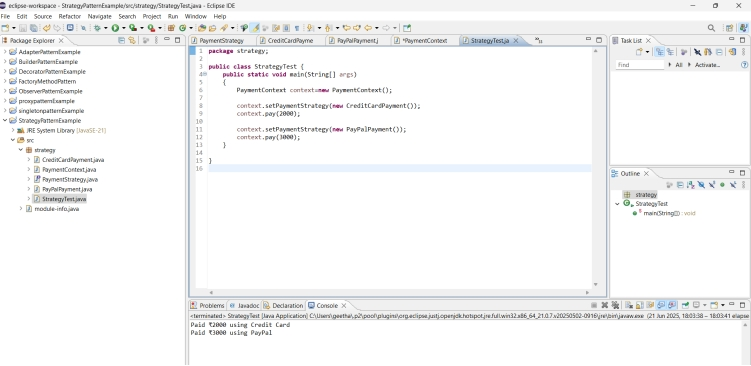 eclipse-workspace - StrategyPatternExample/src/strategy/StrategyTest.java - Eclipse IDE
File Edit Source Refactor Navigate Search Project Run Window Help
Package Explorer
AdapterPatternExample
BuilderPatternExample
DecoratorPatternExample
FactoryMethodPattern
ObserverPatternExample
proxypatternExample
singletonpatternExample
StrategyPatternExample
JRE System Library [JavaSE-21]
src
strategy
CreditCardPayment.java
PaymentContext.java
PaymentStrategy.java
PayPalPayment.java
StrategyTest.java
module-info.java
PaymentStrategy CreditCardPayme PayPalPayment.j *PaymentContext StrategyTest.ja
1 package strategy;
2
3 public class StrategyTest {
4 public static void main(String[] args)
5 {
6 PaymentContext context=new PaymentContext();
7
8 context.setPaymentStrategy(new CreditCardPayment());
9 context.pay(2000);
10
11 context.setPaymentStrategy(new PayPalPayment());
12 context.pay(3000);
13 }
14
15 }
16
Task List
Find All Activate...
Outline
strategy
StrategyTest
main(String[]) : void
Problems Javadoc Declaration Console
<terminated> StrategyTest [Java Application] C:\Users\geetha\.p2\pool\plugins\org.eclipse.justj.openjdk.hotspot.jre.full.win32.x86_64_21.0.7.v20250502-0916\jre\bin\javaw.exe (21 Jun 2025, 18:03:38 – 18:03:41 elapse
Paid ₹2000 using Credit Card
Paid ₹3000 using PayPal